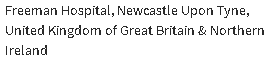 Freeman Hospital, Newcastle Upon Tyne,
United Kingdom of Great Britain & Northern
Ireland